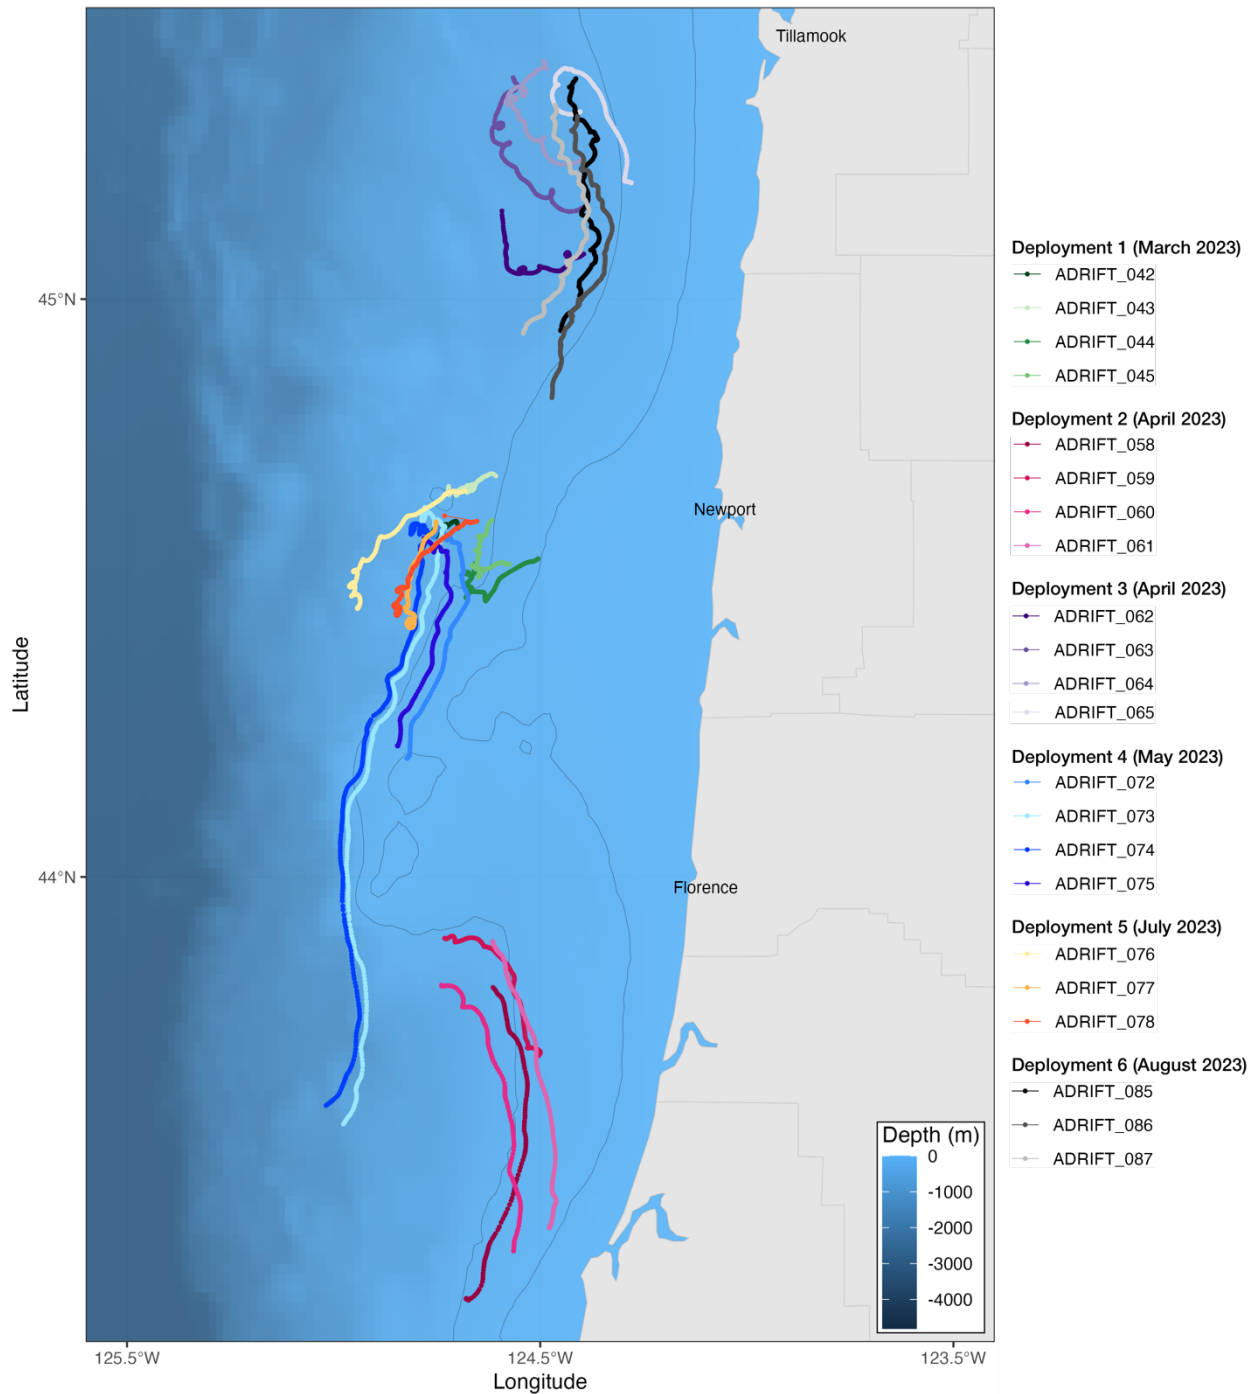 Tillamook
45°N
Newport
Latitude
44°N
Florence
Depth (m)
0
-1000
-2000
-3000
-4000
125.5°W
124.5°W
123.5°W
Longitude
Deployment 1 (March 2023)
ADRIFT_042
ADRIFT_043
ADRIFT_044
ADRIFT_045
Deployment 2 (April 2023)
ADRIFT_058
ADRIFT_059
ADRIFT_060
ADRIFT_061
Deployment 3 (April 2023)
ADRIFT_062
ADRIFT_063
ADRIFT_064
ADRIFT_065
Deployment 4 (May 2023)
ADRIFT_072
ADRIFT_073
ADRIFT_074
ADRIFT_075
Deployment 5 (July 2023)
ADRIFT_076
ADRIFT_077
ADRIFT_078
Deployment 6 (August 2023)
ADRIFT_085
ADRIFT_086
ADRIFT_087